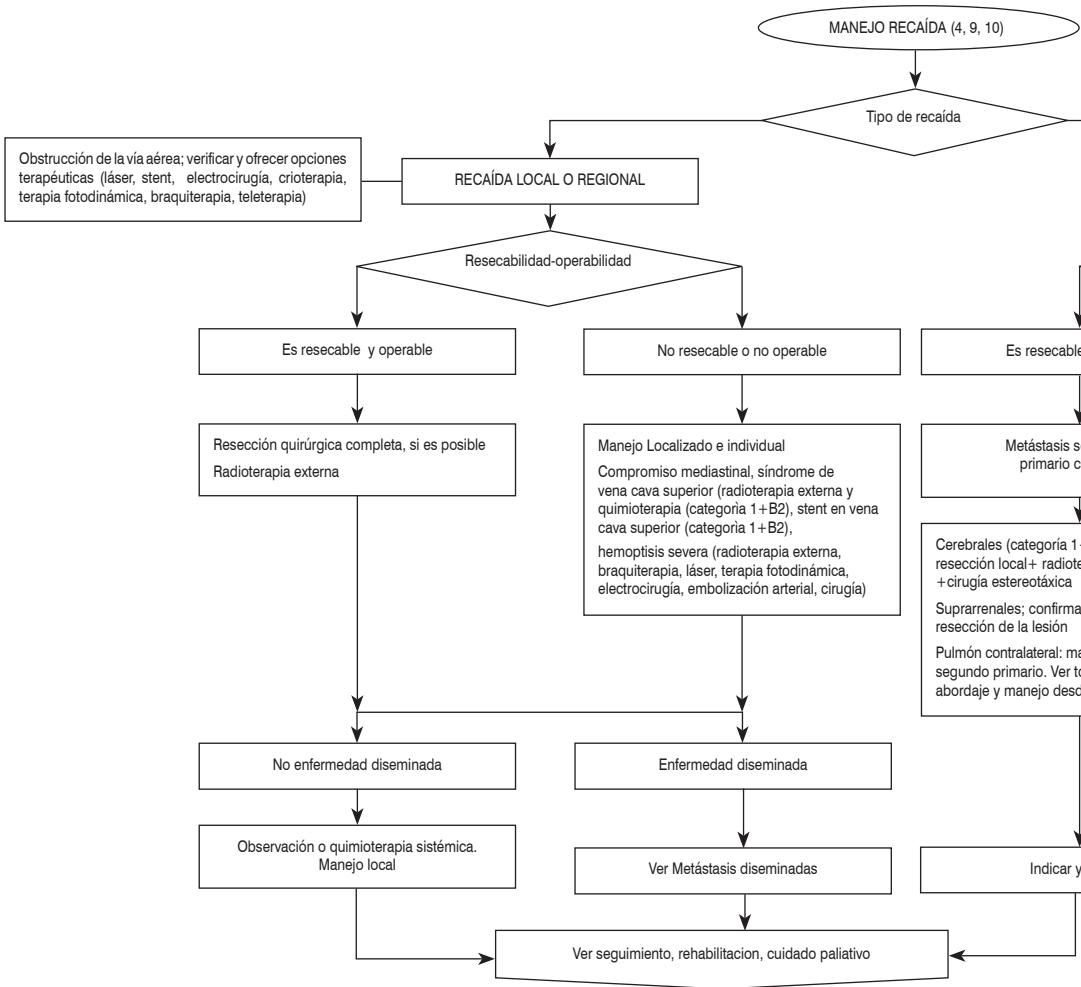 MANEJO RECAÍDA (4, 9, 10)
Tipo de recaída
Obstrucción de la vía aérea; verificar y ofrecer opciones
terapéuticas (láser, stent, electrocirugía, crioterapia,
terapia fotodinámica, braquiterapia, teleterapia)
RECAÍDA LOCAL O REGIONAL
Resecabilidad-operabilidad
Es resecable y operable
No resecable o no operable
Es resecable
Resección quirúrgica completa, si es posible
Radioterapia externa
Manejo Localizado e individual
Compromiso mediastinal, síndrome de
vena cava superior (radioterapia externa y
quimioterapia (categorìa 1+B2), stent en vena
cava superior (categorìa 1+B2),
hemoptisis severa (radioterapia externa,
braquiterapia, láser, terapia fotodinámica,
electrocirugía, embolización arterial, cirugía)
Metástasis s
primario c
Cerebrales (categoría 1
resección local+ radiote
+cirugía estereotáxica
Suprarrenales; confirma
resección de la lesión
Pulmón contralateral: ma
segundo primario. Ver to
abordaje y manejo desd
No enfermedad diseminada
Enfermedad diseminada
Observación o quimioterapia sistémica.
Manejo local
Ver Metástasis diseminadas
Indicar y
Ver seguimiento, rehabilitacion, cuidado paliativo